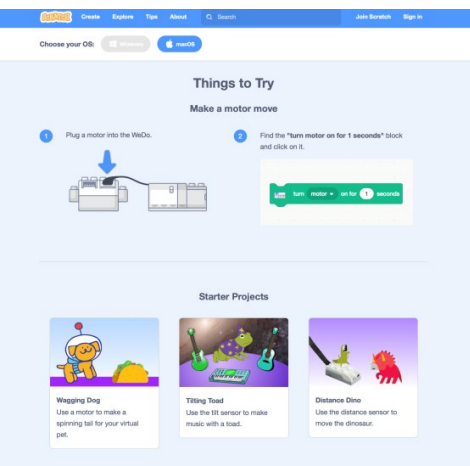 SCRATCH Create Explore Tips About Search Join Scratch Sign in
Choose your OS: Windows macOS
Things to Try
Make a motor move
1 Plug a motor into the WeDo.
2 Find the "turn motor on for 1 seconds" block
and click on it.
turn motor on for 1 seconds
Starter Projects
Wagging Dog
Use a motor to make a
spinning tail for your virtual
pet.
Tilting Toad
Use the tilt sensor to make
music with a toad.
Distance Dino
Use the distance sensor to
move the dinosaur.